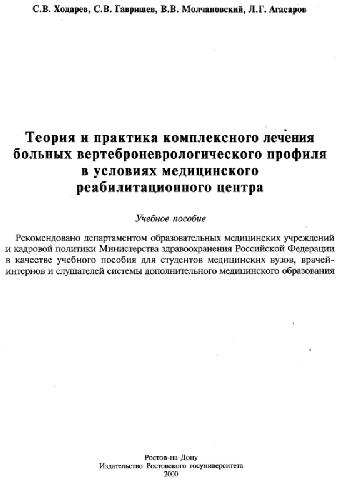 С.В. Ходарев, С.В. Гавришев, В.В. Молчановский, Л.Г. Агасаров
Теория и практика комплексного лечения
больных вертеброневрологического профиля
в условиях медицинского
реабилитационного центра
Учебное пособие
Рекомендовано департаментом образовательных медицинских учреждений
и кадровой политики Министерства здравоохранения Российской Федерации
в качестве учебного пособия для студентов медицинских вузов, врачей-
интернов и слушателей системы дополнительного медицинского образования
Ростов-на-Дону
Издательство Ростовского госуниверситета
2000